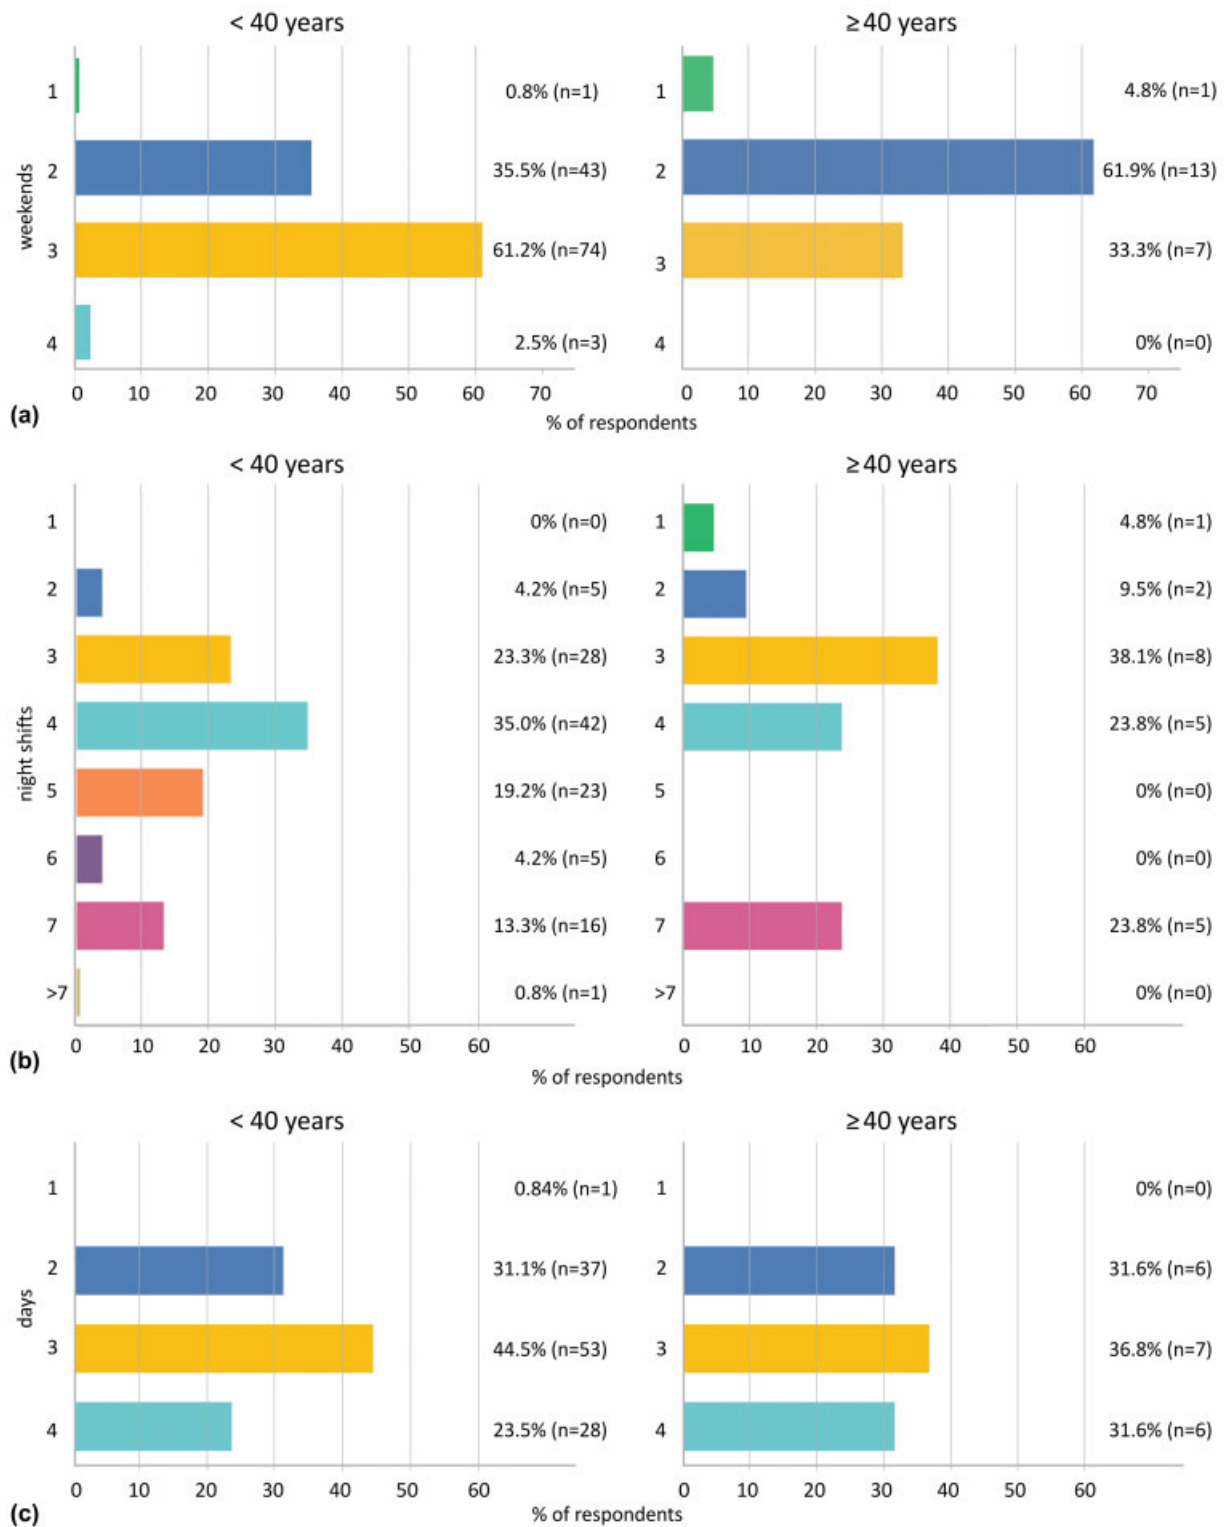 < 40 years
≥40 years
1 0.8% (n=1) 1 4.8% (n=1)
2 35.5% (n=43) 2 61.9% (n=13)
weekends
3 61.2% (n=74) 3 33.3% (n=7)
4 2.5% (n=3) 4 0% (n=0)
0 10 20 30 40 50 60 70 0 10 20 30 40 50 60 70
(a)
% of respondents
< 40 years
≥40 years
1 0% (n=0) 1 4.8% (n=1)
2 4.2% (n=5) 2 9.5% (n=2)
3 23.3% (n=28) 3 38.1% (n=8)
4 35.0% (n=42) 4 23.8% (n=5)
night shifts
5 19.2% (n=23) 5 0% (n=0)
6 4.2% (n=5) 6 0% (n=0)
7 13.3% (n=16) 7 23.8% (n=5)
>7 0.8% (n=1) >7 0% (n=0)
0 10 20 30 40 50 60 0 10 20 30 40 50 60
(b)
% of respondents
< 40 years
≥40 years
1 0.84% (n=1) 1 0% (n=0)
2 31.1% (n=37) 2 31.6% (n=6)
days
3 44.5% (n=53) 3 36.8% (n=7)
4 23.5% (n=28) 4 31.6% (n=6)
0 10 20 30 40 50 60 0 10 20 30 40 50 60
(c)
% of respondents